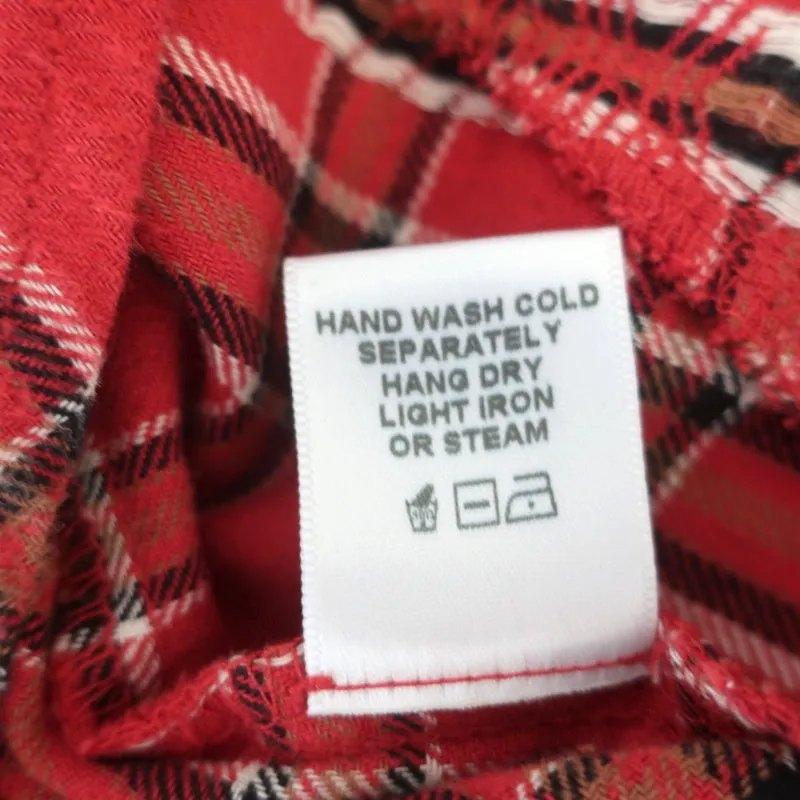 HAND WASH COLD
SEPARATELY
HANG DRY
LIGHT IRON
OR STEAM